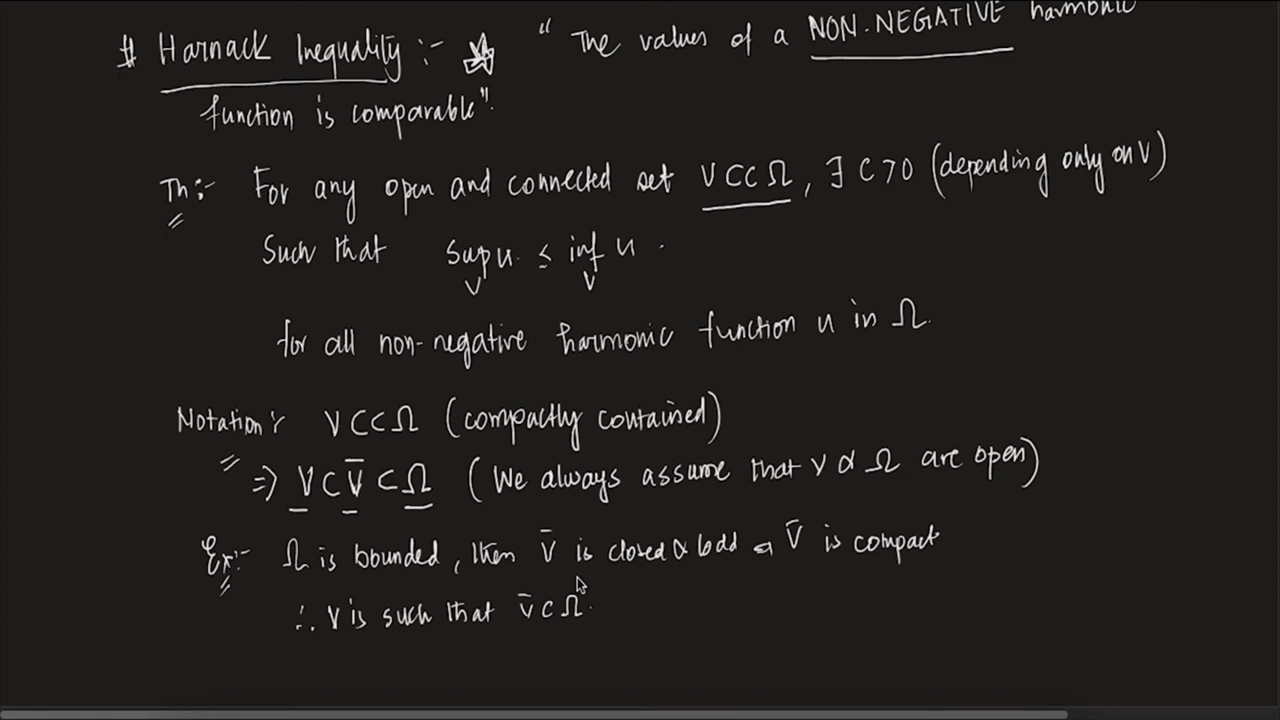 # Harnack Inequality :- " The values of a NON-NEGATIVE harmonic
function is comparable".
Th:- For any open and connected set V ⊂⊂ Ω, ∃ C > 0 (depending only on V)
Such that sup u ≤ inf u.
V V
for all non-negative harmonic function u in Ω.
Notation:- V ⊂⊂ Ω (compactly contained)
=> V ⊂ V̄ ⊂ Ω (We always assume that V & Ω are open)
Ex:- Ω is bounded, then V̄ is closed & bdd V̄ is compact
∴ V is such that V̄ ⊂ Ω.